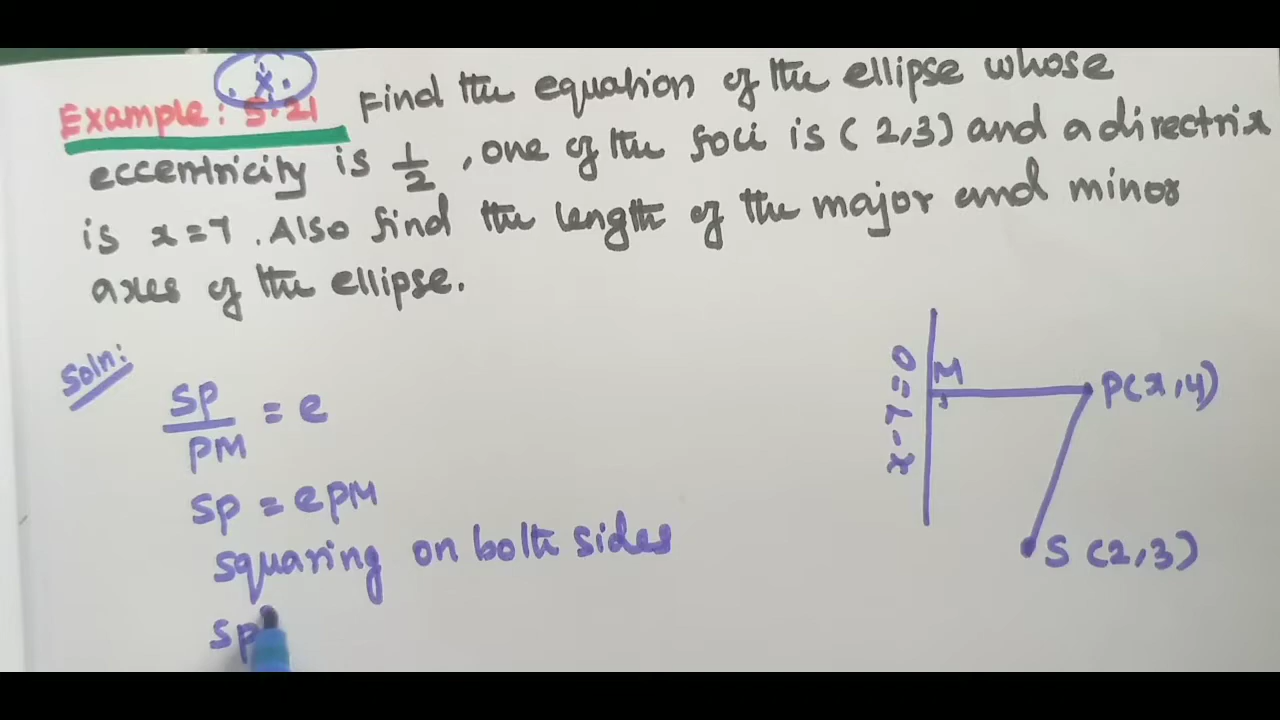 .x.
Example: 5.21 Find the equation of the ellipse whose
eccentricity is 1/2, one of the foci is (2,3) and a directrix
is x=7. Also find the length of the major and minor
axes of the ellipse.
Soln:
SP/PM = e
SP = ePM
squaring on both sides
SP
x-7=0
M
P(x,y)
S (2,3)